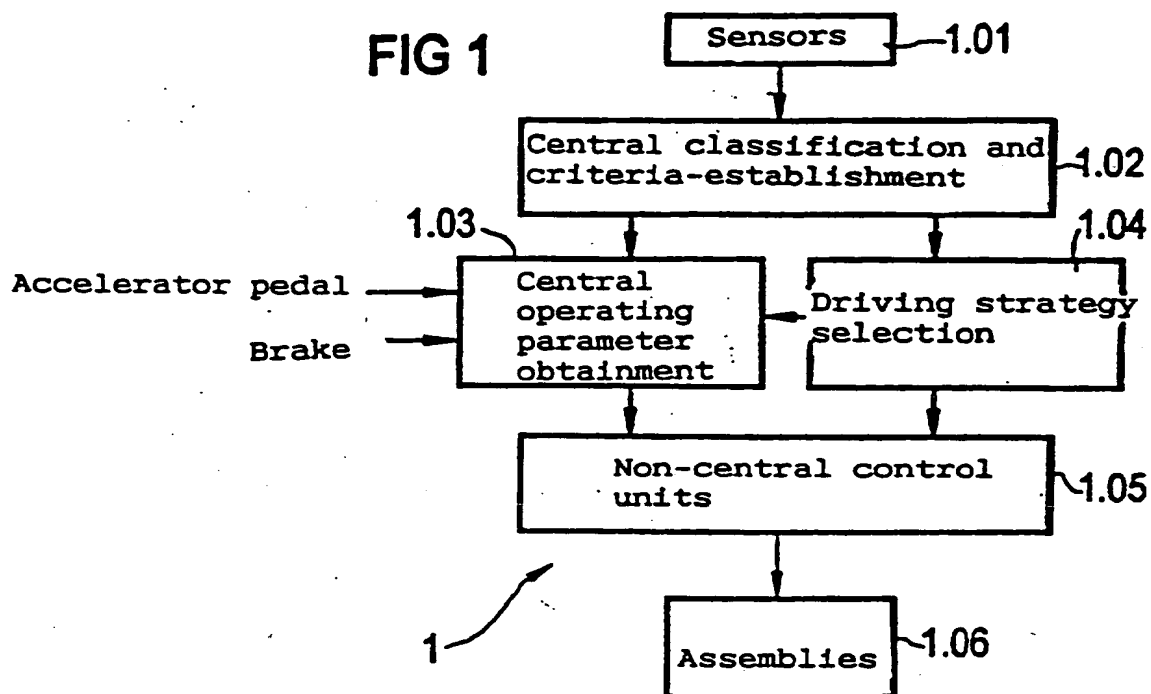 FIG 1
Sensors
1.01
Central classification and
criteria-establishment
1.02
1.03
1.04
Accelerator pedal
Brake
Central
operating
parameter
obtainment
Driving strategy
selection
Non-central control
units
1.05
1
Assemblies
1.06